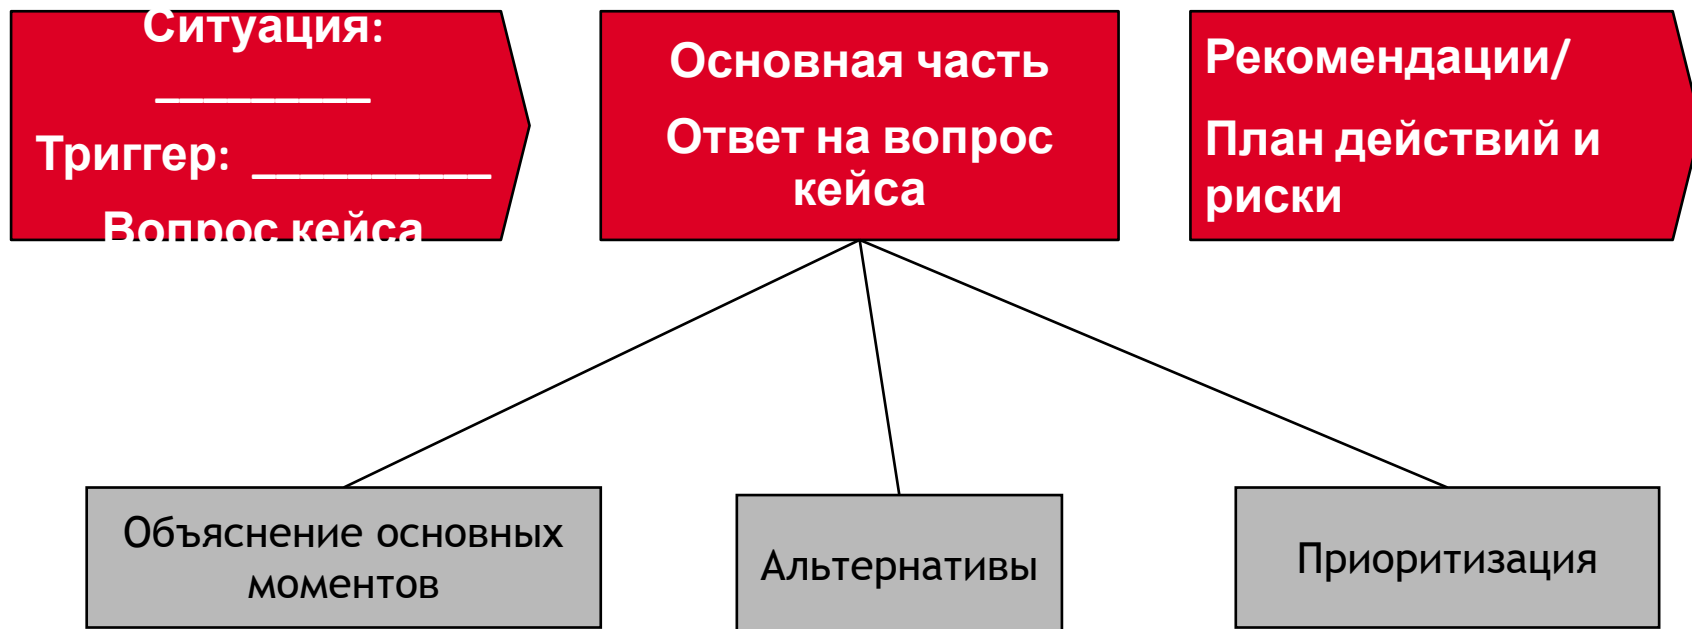 Ситуация:
_________
Триггер: __________
Вопрос кейса
Основная часть
Ответ на вопрос
кейса
Рекомендации/
План действий и
риски
Объяснение основных
моментов
Альтернативы
Приоритизация